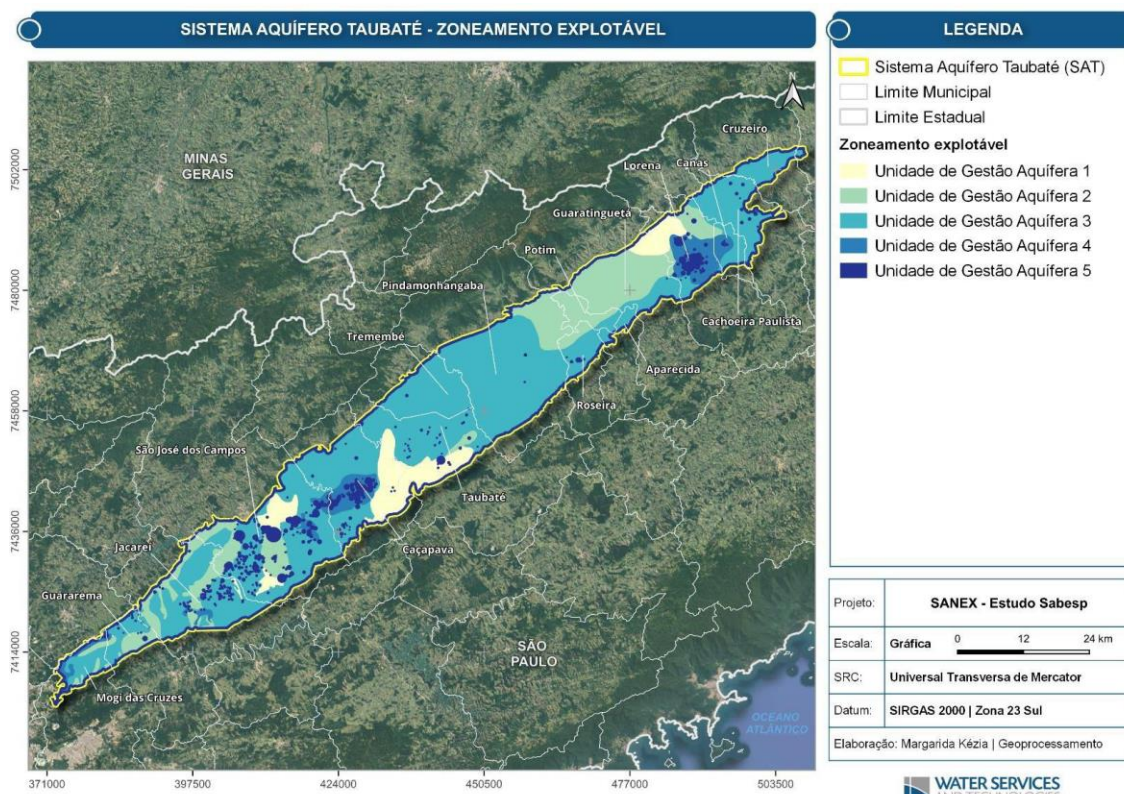 SISTEMA AQUÍFERO TAUBATÉ - ZONEAMENTO EXPLOTÁVEL
N
MINAS
GERAIS
Cruzeiro
Lorena
Canas
Guaratinguetá
Potim
Pindamonhangaba
Tremembé
Cachoeira Paulista
Aparecida
Roseira
São José dos Campos
Taubaté
Jacareí
Caçapava
Guararema
Mogi das Cruzes
SÃO
PAULO
OCEANO
ATLÂNTICO
7502000
7480000
7458000
7436000
7414000
371000
397500
424000
450500
477000
503500
LEGENDA
Sistema Aquífero Taubaté (SAT)
Limite Municipal
Limite Estadual
Zoneamento explotável
Unidade de Gestão Aquífera 1
Unidade de Gestão Aquífera 2
Unidade de Gestão Aquífera 3
Unidade de Gestão Aquífera 4
Unidade de Gestão Aquífera 5
Projeto: SANEX - Estudo Sabesp
Escala: Gráfica 0 12 24 km
SRC: Universal Transversa de Mercator
Datum: SIRGAS 2000 | Zona 23 Sul
Elaboração: Margarida Kézia | Geoprocessamento
WATER SERVICES